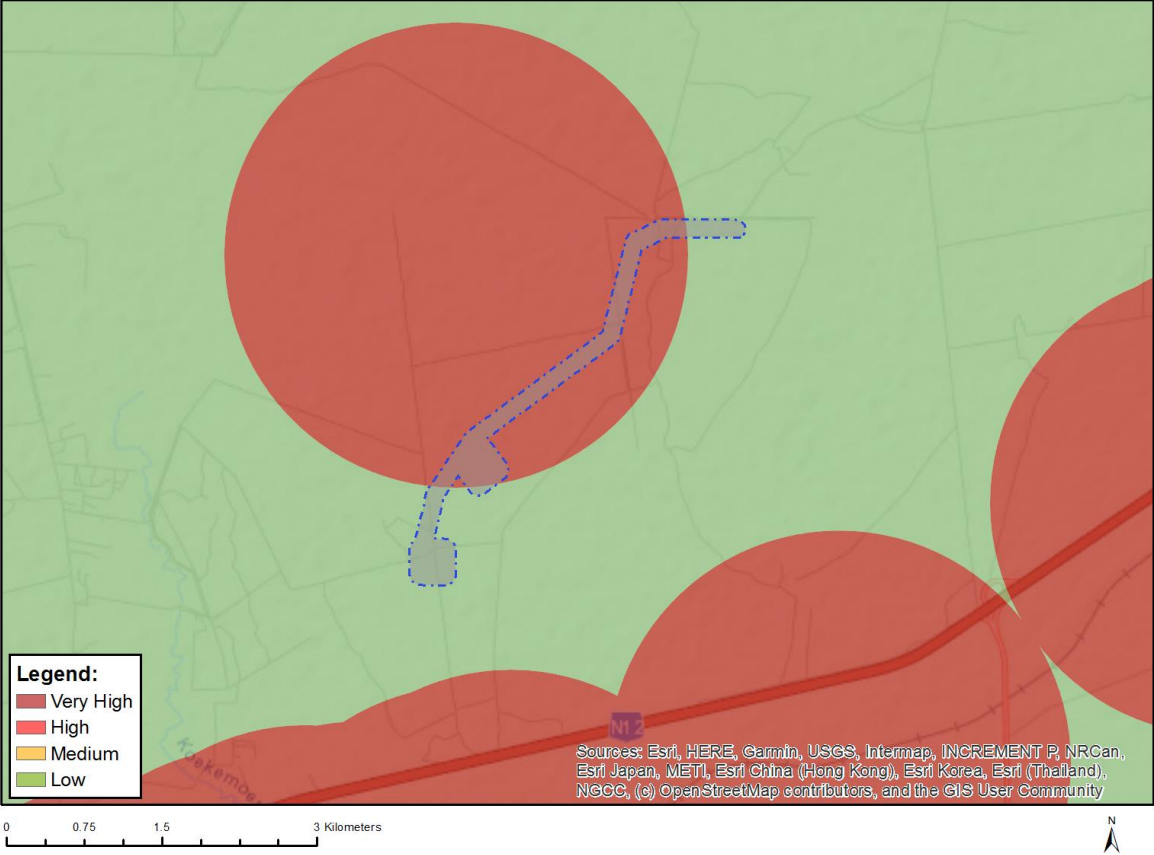 Legend:
Very High
High
Medium
Low
N12
Sources: Esri, HERE, Garmin, USGS, Intermap, INCREMENT P, NRCan,
Esri Japan, METI, Esri China (Hong Kong), Esri Korea, Esri (Thailand),
NGCC, (c) OpenStreetMap contributors, and the GIS User Community
0 0.75 1.5 3 Kilometers
N